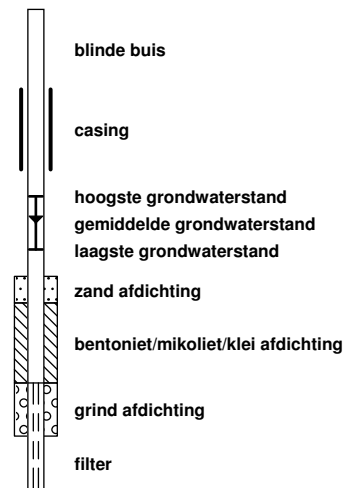 blinde buis
casing
hoogste grondwaterstand
gemiddelde grondwaterstand
laagste grondwaterstand
zand afdichting
bentoniet/mikoliet/klei afdichting
grind afdichting
filter